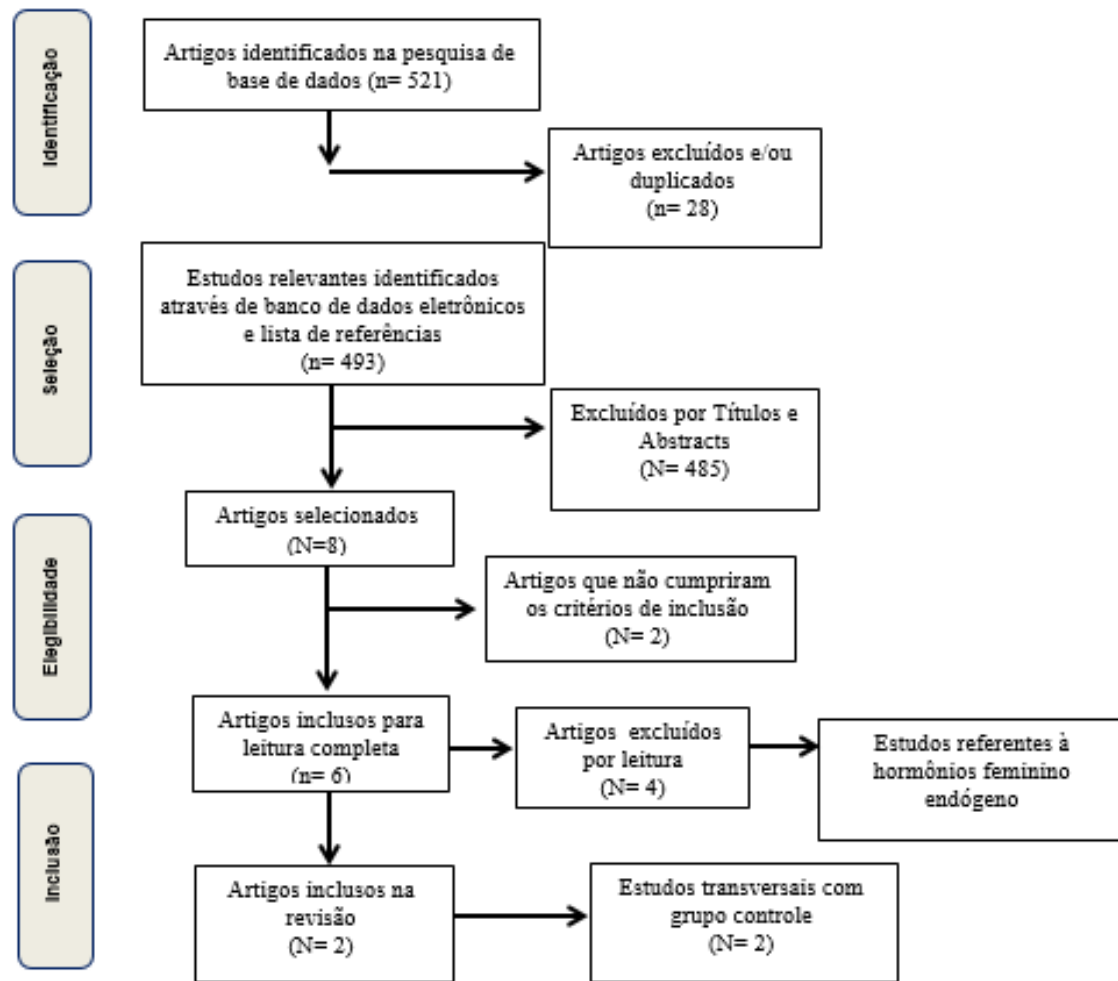 Identificação
Artigos identificados na pesquisa de
base de dados (n= 521)
Artigos excluídos e/ou
duplicados
(n= 28)
Seleção
Estudos relevantes identificados
através de banco de dados eletrônicos
e lista de referências
(n= 493)
Excluídos por Títulos e
Abstracts
(N= 485)
Artigos selecionados
(N=8)
Elegibilidade
Artigos que não cumpriram
os critérios de inclusão
(N= 2)
Artigos inclusos para
leitura completa
(n= 6)
Artigos excluídos
por leitura
(N= 4)
Estudos referentes à
hormônios feminino
endógeno
Inclusão
Artigos inclusos na
revisão
(N= 2)
Estudos transversais com
grupo controle
(N= 2)